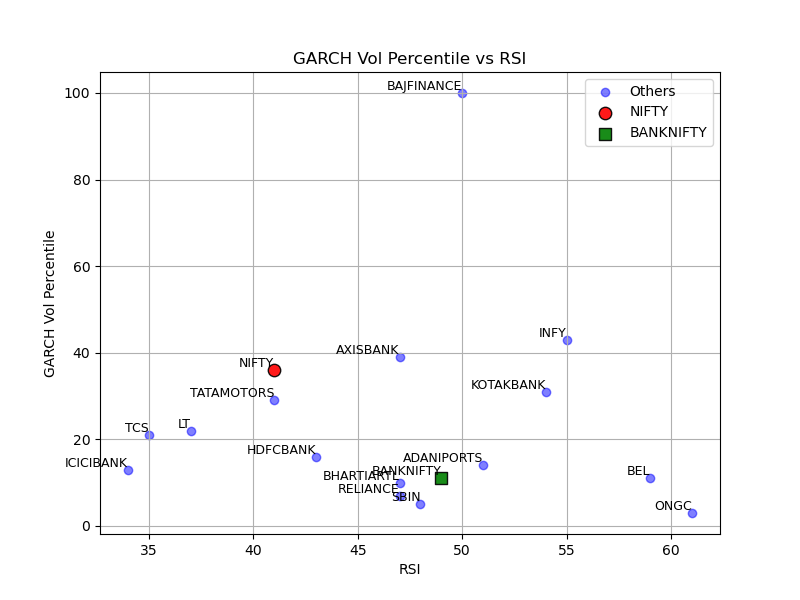 GARCH Vol Percentile vs RSI
BAJFINANCE
Others
NIFTY
BANKNIFTY
100
80
60
40
20
0
GARCH Vol Percentile
INFY
AXISBANK
NIFTY
KOTAKBANK
TATAMOTORS
TCS
LT
HDFCBANK
ICICIBANK
ADANIPORTS
BANKNIFTY
BEL
BHARTIARTL
RELIANCE
SBIN
ONGC
35
40
45
50
55
60
RSI